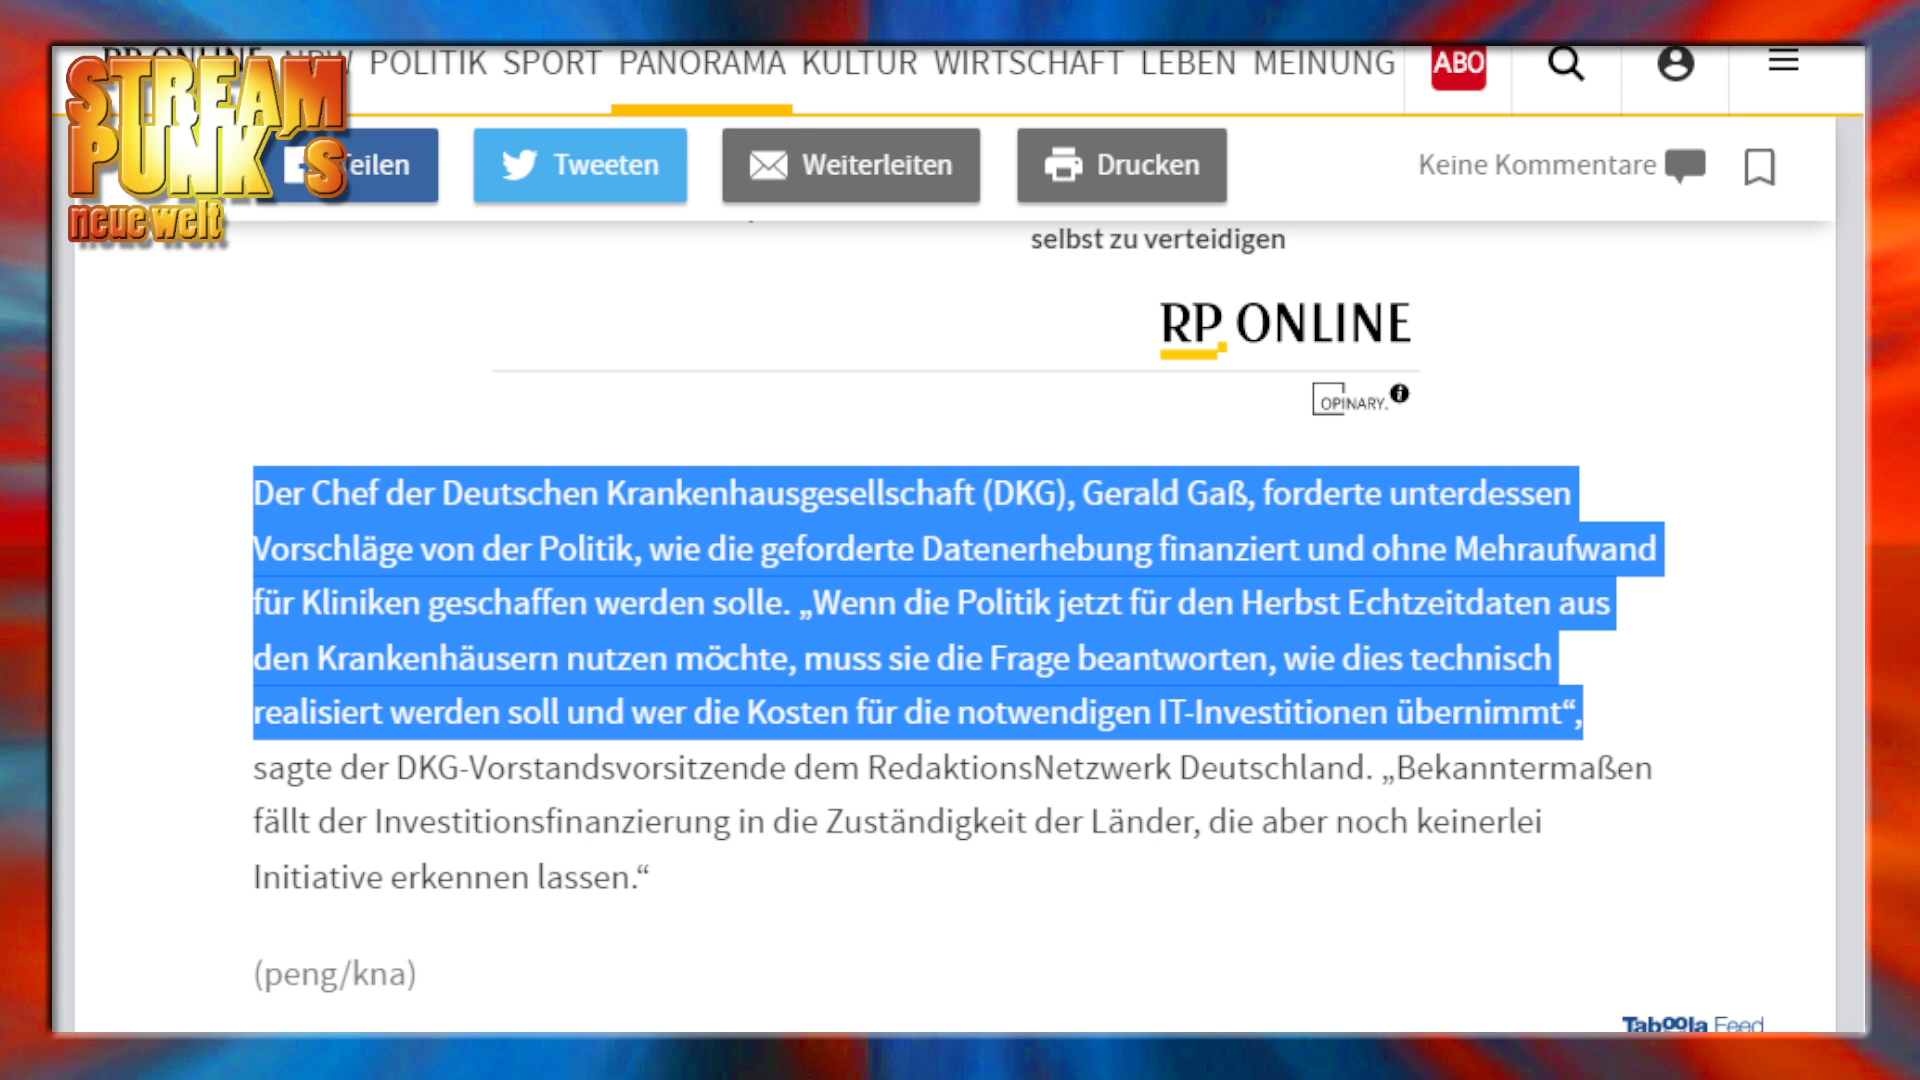 RP ONLINE NRW POLITIK SPORT PANORAMA KULTUR WIRTSCHAFT LEBEN MEINUNG ABO
STREAM
PUNK'S
neue welt
Teilen Tweeten Weiterleiten Drucken Keine Kommentare
selbst zu verteidigen
RP ONLINE
OPINARY.
Der Chef der Deutschen Krankenhausgesellschaft (DKG), Gerald Gaß, forderte unterdessen
Vorschläge von der Politik, wie die geforderte Datenerhebung finanziert und ohne Mehraufwand
für Kliniken geschaffen werden solle. „Wenn die Politik jetzt für den Herbst Echtzeitdaten aus
den Krankenhäusern nutzen möchte, muss sie die Frage beantworten, wie dies technisch
realisiert werden soll und wer die Kosten für die notwendigen IT-Investitionen übernimmt“,
sagte der DKG-Vorstandsvorsitzende dem RedaktionsNetzwerk Deutschland. „Bekanntermaßen
fällt der Investitionsfinanzierung in die Zuständigkeit der Länder, die aber noch keinerlei
Initiative erkennen lassen.“
(peng/kna)
Taboola Feed